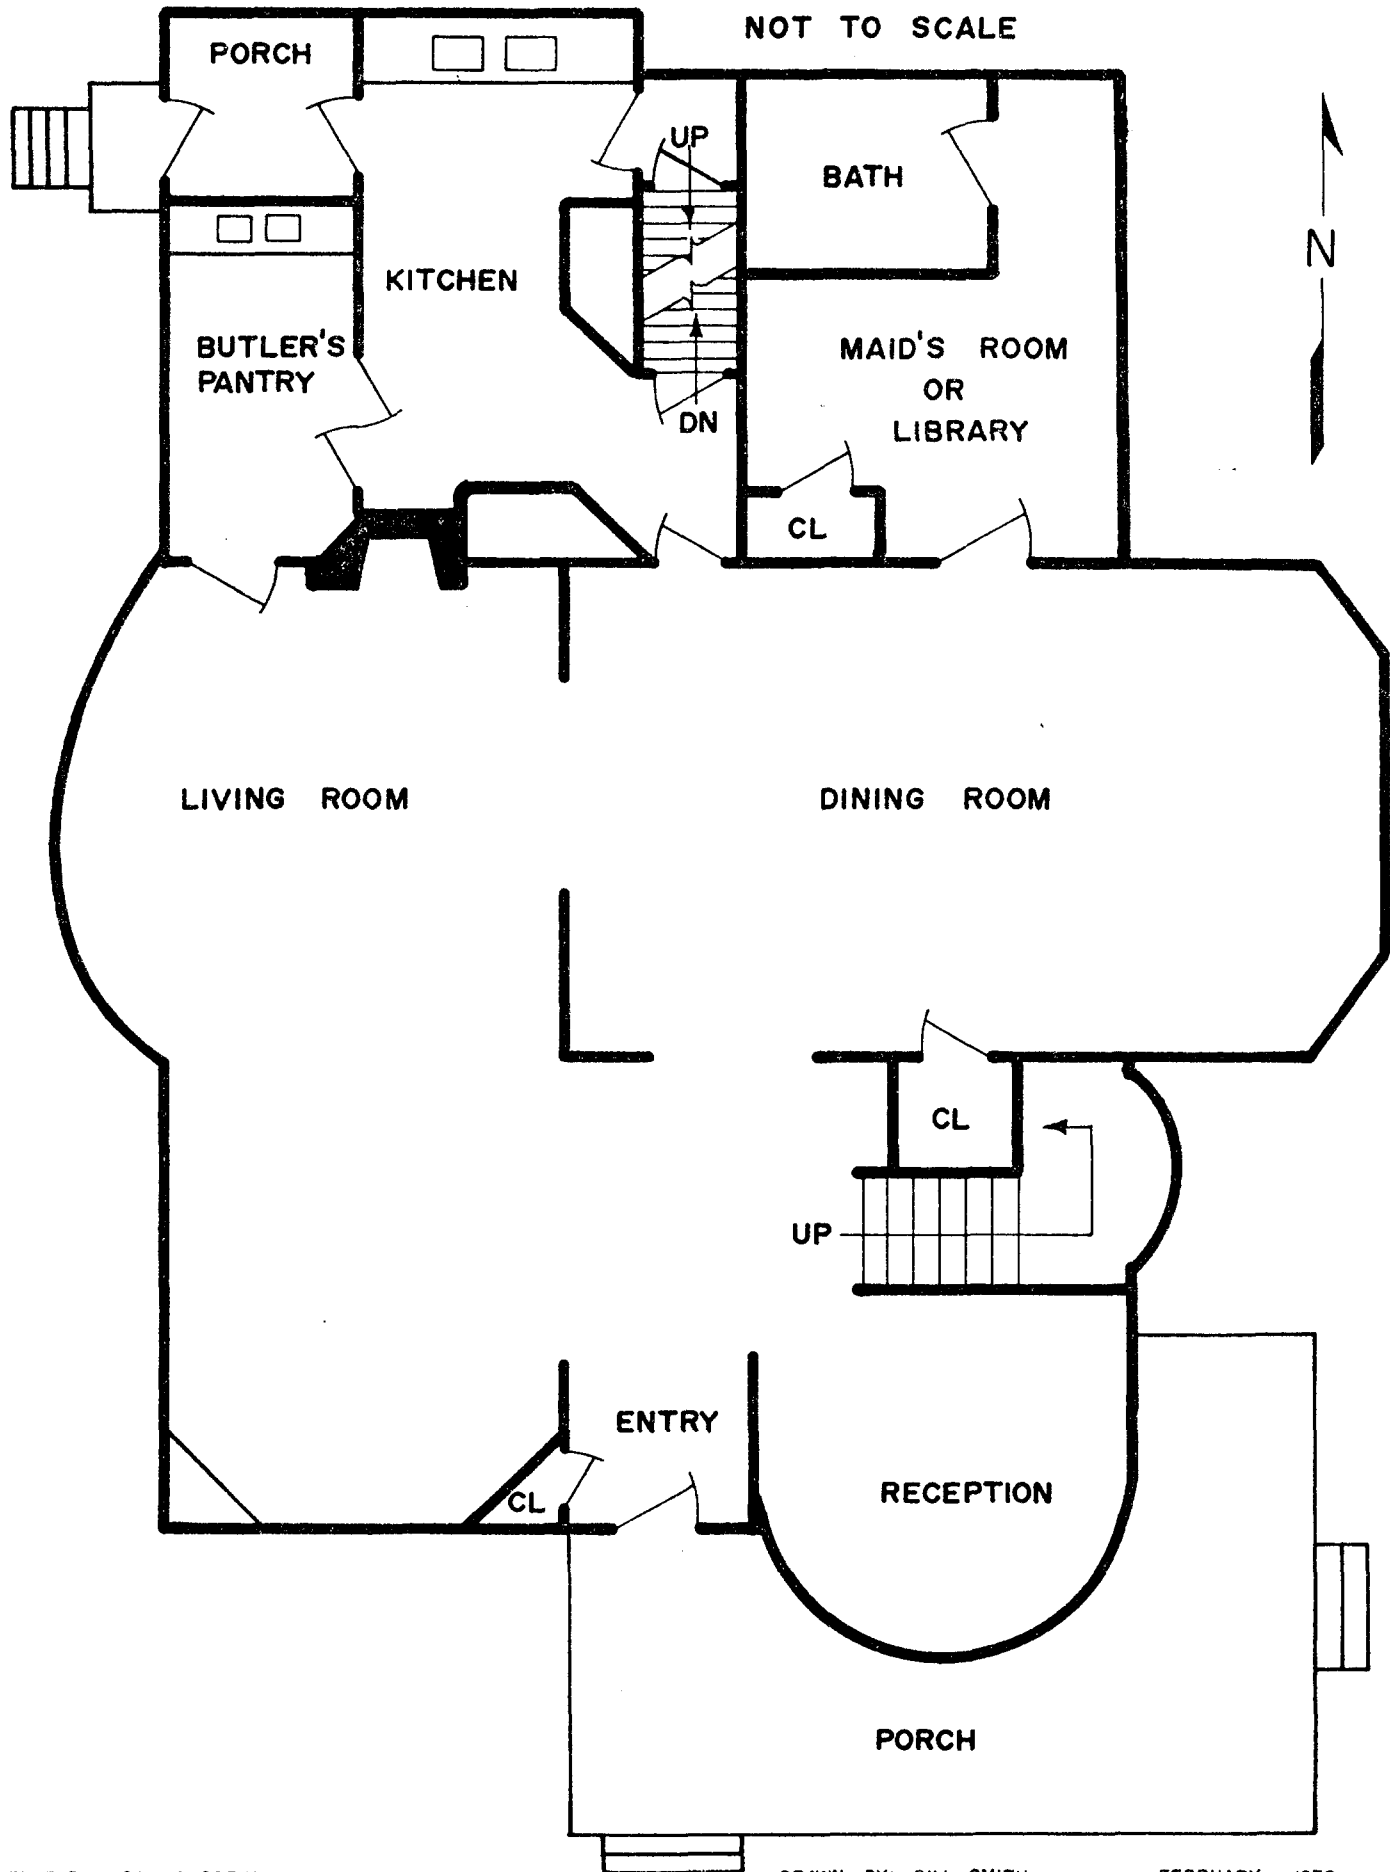 NOT TO SCALE
PORCH
UP
BATH
N
KITCHEN
BUTLER'S
PANTRY
MAID'S ROOM
OR
LIBRARY
DN
CL
LIVING ROOM
DINING ROOM
CL
UP
ENTRY
CL
RECEPTION
PORCH